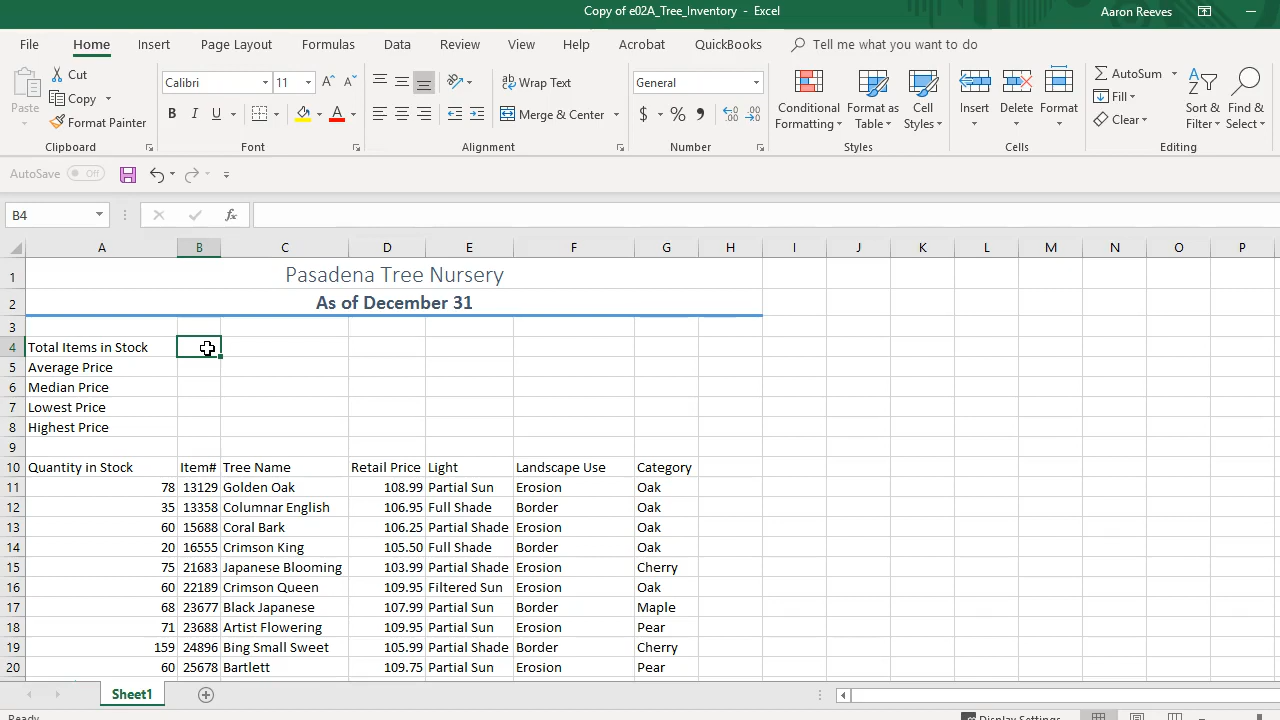 Copy of e02A_Tree_Inventory - Excel
Aaron Reeves
File Home Insert Page Layout Formulas Data Review View Help Acrobat QuickBooks Tell me what you want to do
Paste
Cut
Copy
Format Painter
Clipboard
Calibri 11 A A
B I U A
Font
Wrap Text
Merge & Center
Alignment
General
$ % ,
Number
Conditional Formatting
Format as Table
Cell Styles
Styles
Insert Delete Format
Cells
AutoSum
Fill
Clear
Sort & Filter
Find & Select
Editing
AutoSave Off
B4 fx
A B C D E F G H I J K L M N O P
1 Pasadena Tree Nursery
2 As of December 31
3
4 Total Items in Stock
5 Average Price
6 Median Price
7 Lowest Price
8 Highest Price
9
10 Quantity in Stock Item# Tree Name Retail Price Light Landscape Use Category
11 78 13129 Golden Oak 108.99 Partial Sun Erosion Oak
12 35 13358 Columnar English 106.95 Full Shade Border Oak
13 60 15688 Coral Bark 106.25 Partial Shade Erosion Oak
14 20 16555 Crimson King 105.50 Full Shade Border Oak
15 75 21683 Japanese Blooming 103.99 Partial Shade Erosion Cherry
16 60 22189 Crimson Queen 109.95 Filtered Sun Erosion Oak
17 68 23677 Black Japanese 107.99 Partial Sun Border Maple
18 71 23688 Artist Flowering 109.95 Partial Sun Erosion Pear
19 159 24896 Bing Small Sweet 105.99 Partial Shade Border Cherry
20 60 25678 Bartlett 109.75 Partial Sun Erosion Pear
Sheet1
Ready Display Settings